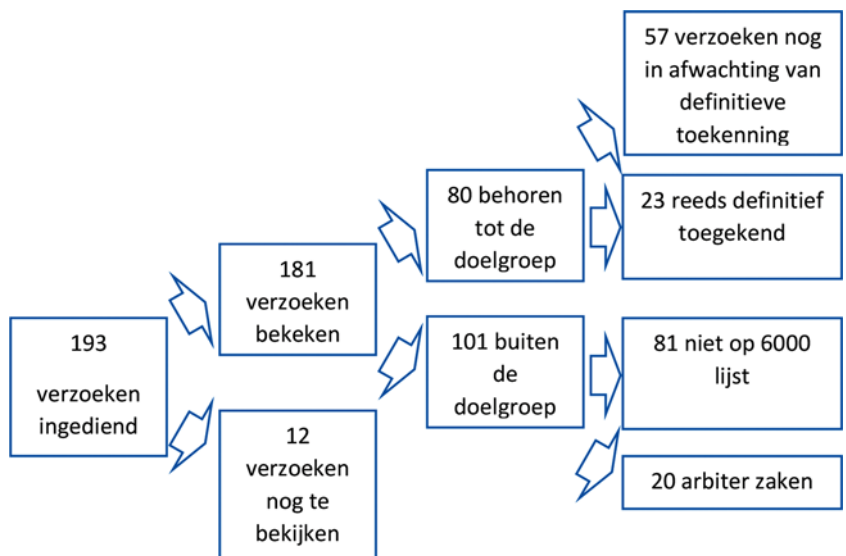 193
verzoeken
ingediend
181
verzoeken
bekeken
12
verzoeken
nog te
bekijken
80 behoren
tot de
doelgroep
101 buiten
de
doelgroep
57 verzoeken nog
in afwachting van
definitieve
toekenning
23 reeds definitief
toegekend
81 niet op 6000
lijst
20 arbiter zaken